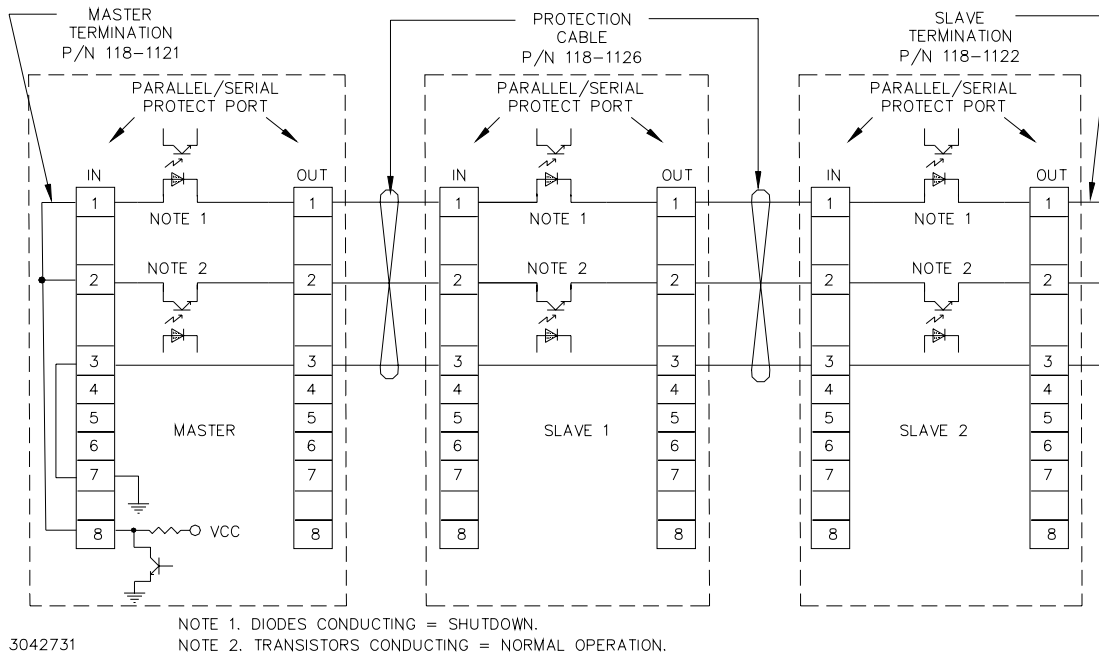 MASTER
TERMINATION
P/N 118-1121
PROTECTION
CABLE
P/N 118-1126
SLAVE
TERMINATION
P/N 118-1122
PARALLEL/SERIAL
PROTECT PORT
PARALLEL/SERIAL
PROTECT PORT
PARALLEL/SERIAL
PROTECT PORT
IN OUT IN OUT IN OUT
1 1 1 1 1 1
NOTE 1 NOTE 1 NOTE 1
NOTE 2 NOTE 2 NOTE 2
2 2 2 2 2 2
3 3 3 3 3 3
4 4 4 4 4 4
5 5 5 5 5 5
MASTER SLAVE 1 SLAVE 2
6 6 6 6 6 6
7 7 7 7 7 7
8 VCC 8 8 8 8 8
NOTE 1. DIODES CONDUCTING = SHUTDOWN.
3042731 NOTE 2. TRANSISTORS CONDUCTING = NORMAL OPERATION.